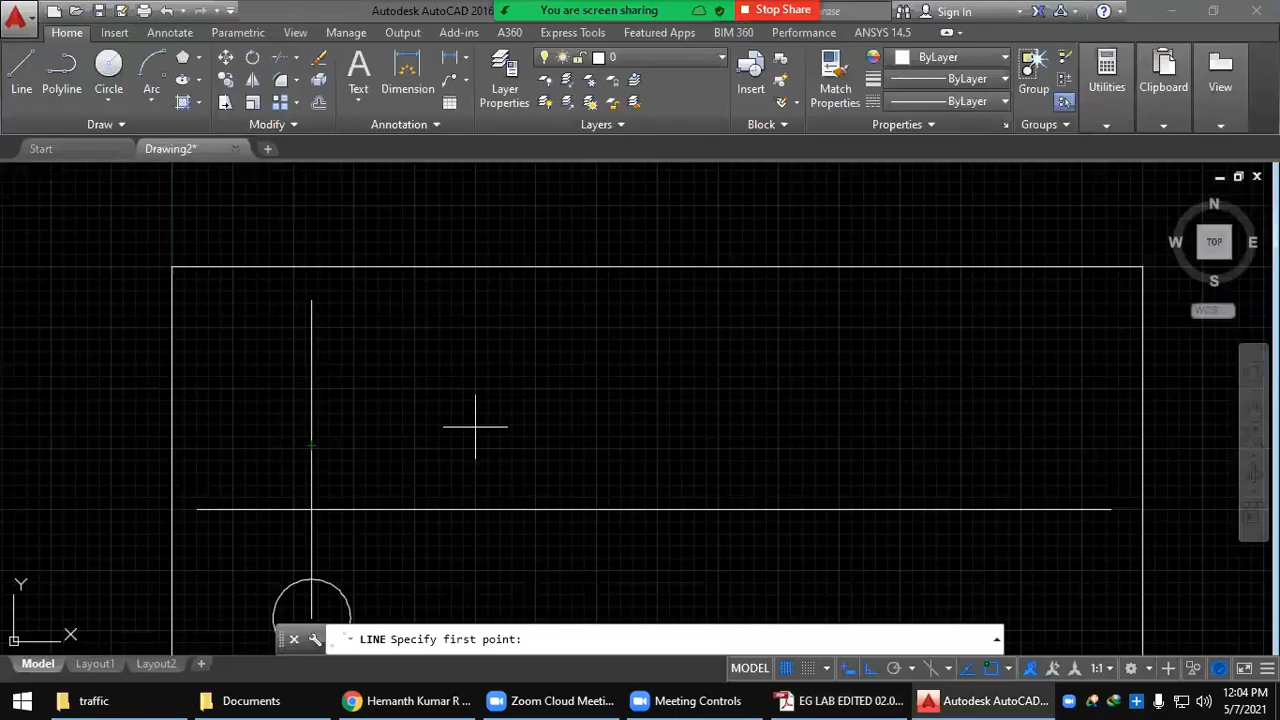 Autodesk AutoCAD 2016
You are screen sharing
Stop Share
Sign In
Home Insert Annotate Parametric View Manage Output Add-ins A360 Express Tools Featured Apps BIM 360 Performance ANSYS 14.5
Line Polyline Circle Arc Text Dimension Layer Properties 0 Insert Match Properties ByLayer ByLayer ByLayer Group Utilities Clipboard View
Draw Modify Annotation Layers Block Properties Groups
Start Drawing2*
N
W TOP E
S
WCS
Y
X
LINE Specify first point:
Model Layout1 Layout2 MODEL 1:1
traffic Documents Hemanth Kumar R ... Zoom Cloud Meeti... Meeting Controls EG LAB EDITED 02.0... Autodesk AutoCAD... 12:04 PM
5/7/2021